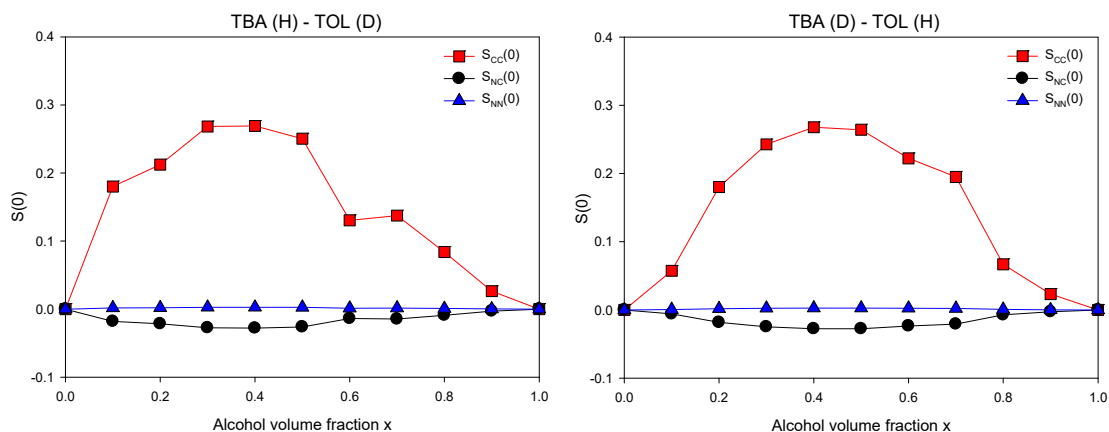 TBA (H) - TOL (D)
S(0)
0.4
0.3
0.2
0.1
0.0
-0.1
S_CC(0)
S_NC(0)
S_NN(0)
0.0 0.2 0.4 0.6 0.8 1.0
Alcohol volume fraction x
TBA (D) - TOL (H)
S(0)
0.4
0.3
0.2
0.1
0.0
-0.1
S_CC(0)
S_NC(0)
S_NN(0)
0.0 0.2 0.4 0.6 0.8 1.0
Alcohol volume fraction x